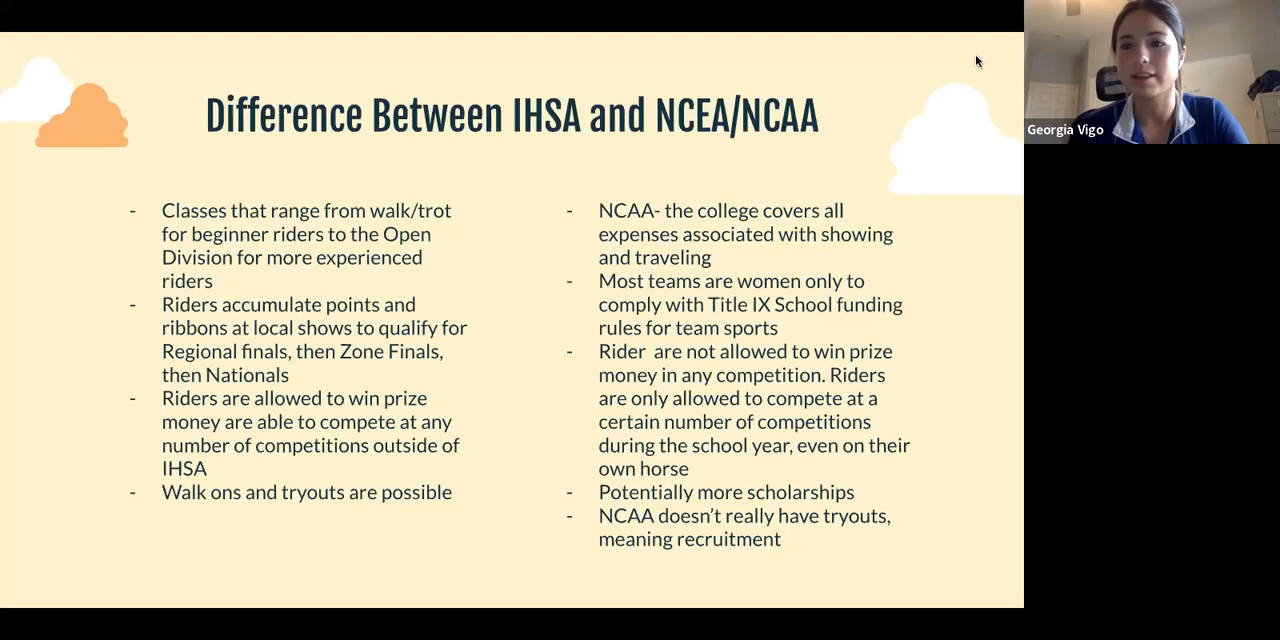 Difference Between IHSA and NCEA/NCAA
- Classes that range from walk/trot
for beginner riders to the Open
Division for more experienced
riders
- Riders accumulate points and
ribbons at local shows to qualify for
Regional finals, then Zone Finals,
then Nationals
- Riders are allowed to win prize
money are able to compete at any
number of competitions outside of
IHSA
- Walk ons and tryouts are possible
- NCAA- the college covers all
expenses associated with showing
and traveling
- Most teams are women only to
comply with Title IX School funding
rules for team sports
- Rider  are not allowed to win prize
money in any competition. Riders
are only allowed to compete at a
certain number of competitions
during the school year, even on their
own horse
- Potentially more scholarships
- NCAA doesn’t really have tryouts,
meaning recruitment
Georgia Vigo